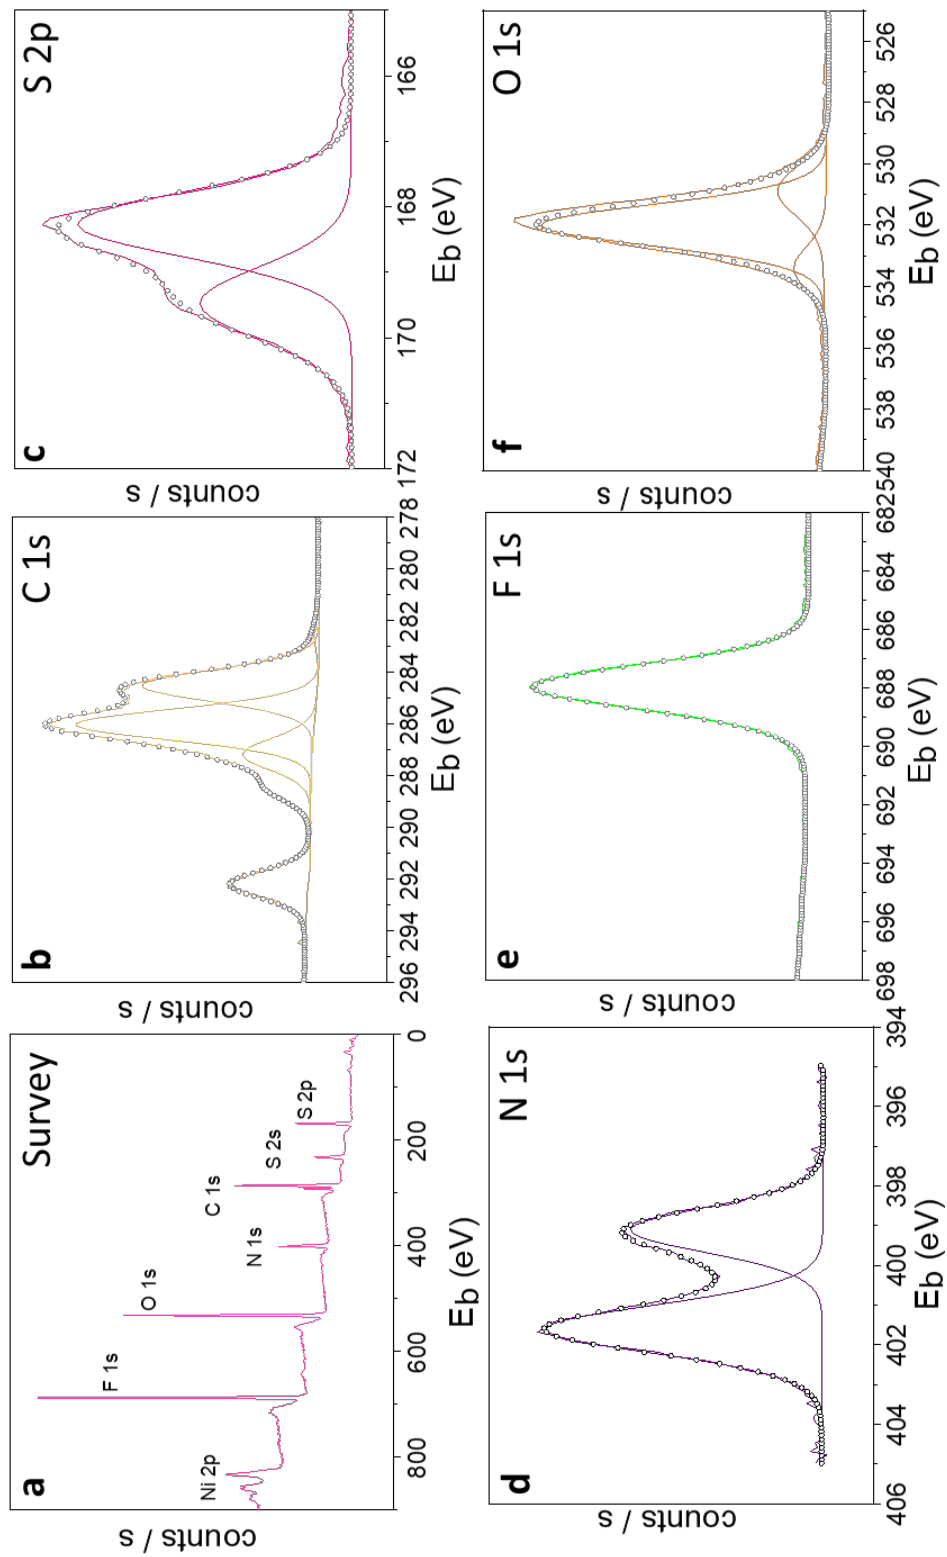 a
Survey
Ni 2p
F 1s
O 1s
N 1s
C 1s
S 2s
S 2p
counts / s
800 600 400 200 0
Eb (eV)
b
C 1s
counts / s
296 294 292 290 288 286 284 282 280 278
Eb (eV)
c
S 2p
counts / s
172 170 168 166
Eb (eV)
d
N 1s
counts / s
406 404 402 400 398 396 394
Eb (eV)
e
F 1s
counts / s
698 696 694 692 690 688 686 684 682
Eb (eV)
f
O 1s
counts / s
540 538 536 534 532 530 528 526
Eb (eV)